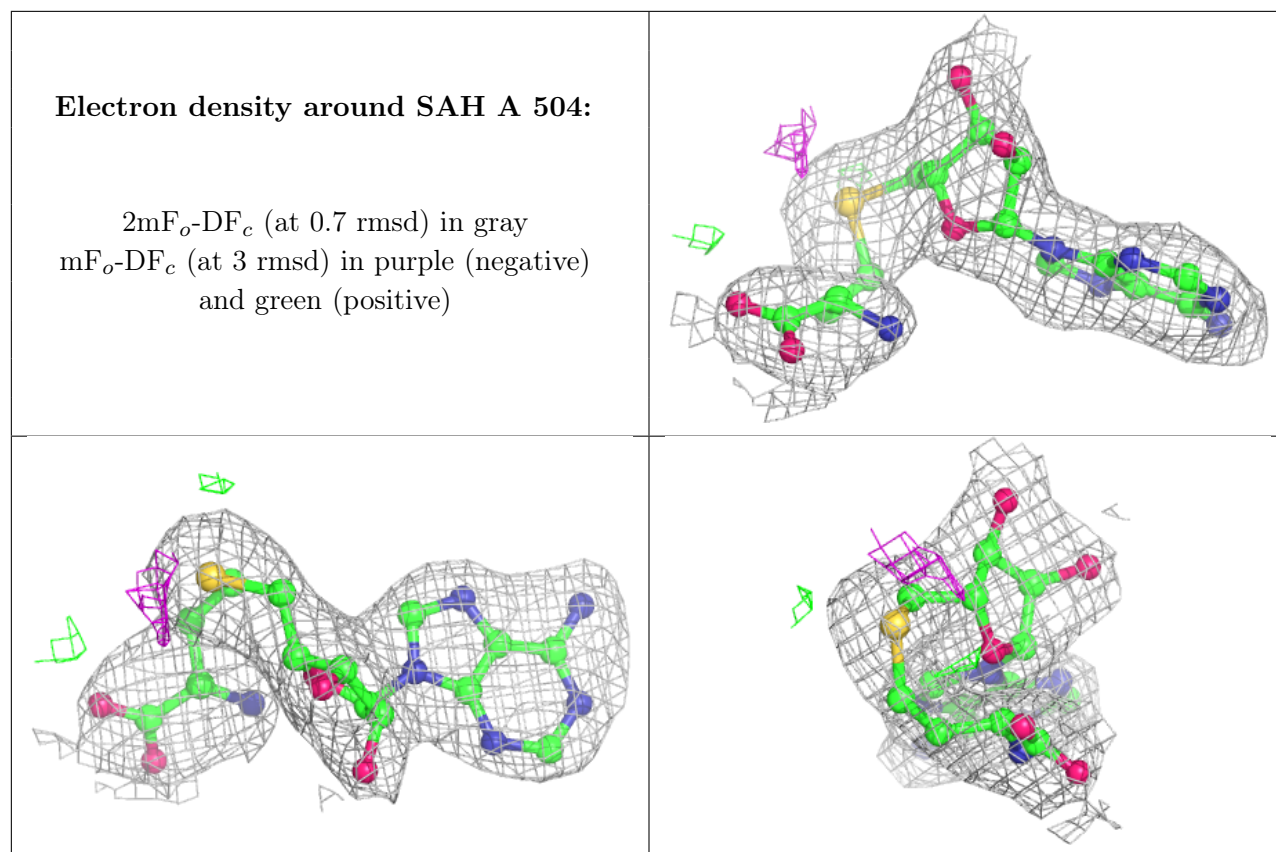 Electron density around SAH A 504:
2mFo-DFc (at 0.7 rmsd) in gray
mFo-DFc (at 3 rmsd) in purple (negative)
and green (positive)